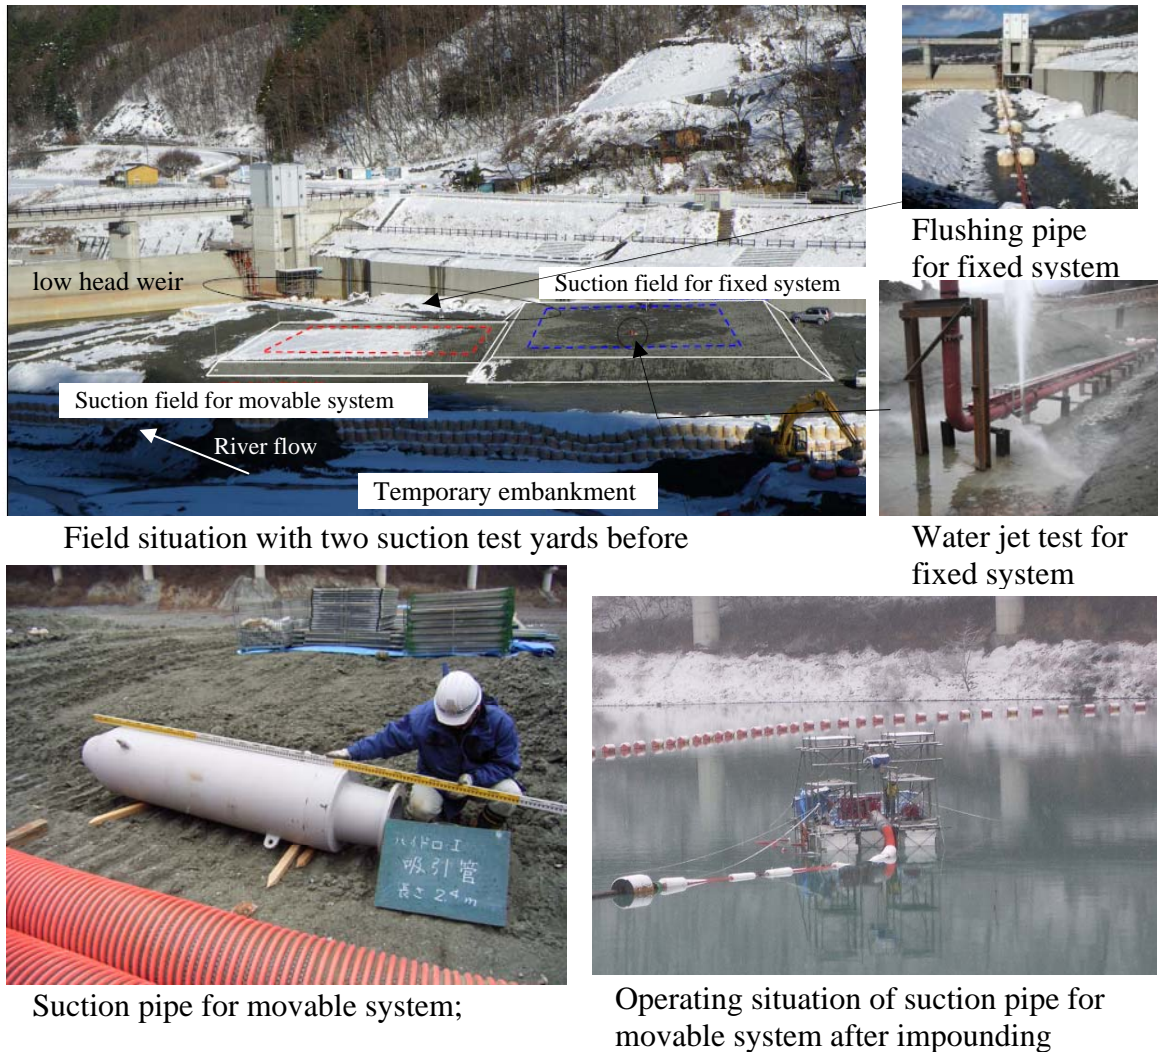 low head weir
Suction field for fixed system
Suction field for movable system
River flow
Temporary embankment
Flushing pipe
for fixed system
Field situation with two suction test yards before
Water jet test for
fixed system
ハイドロI
吸引管
長さ 2.4m
Suction pipe for movable system;
Operating situation of suction pipe for
movable system after impounding